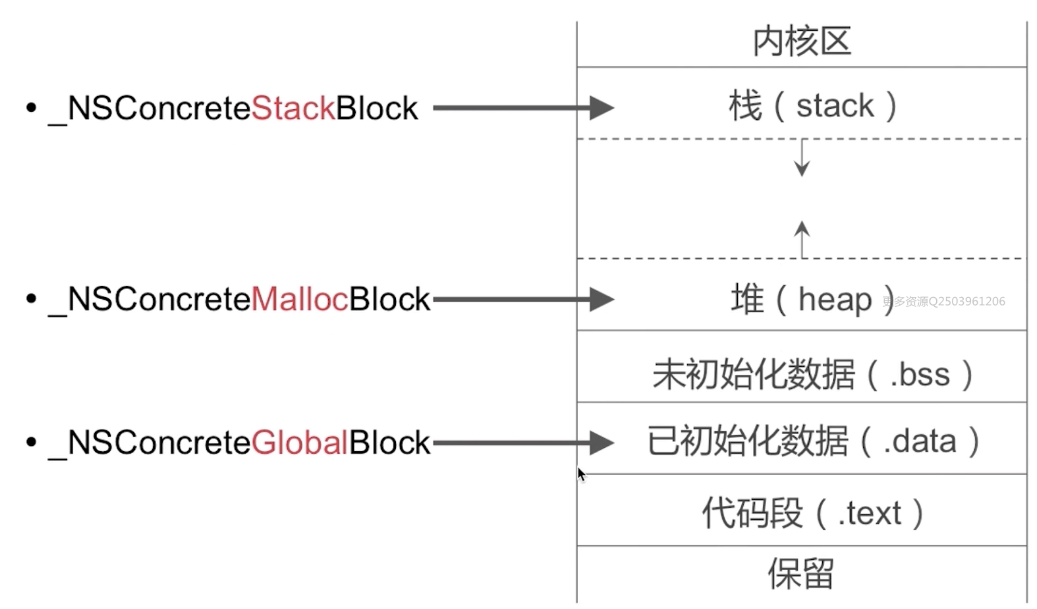 内核区
• _NSConcreteStackBlock
栈（stack）
• _NSConcreteMallocBlock
堆（heap）
更多资源Q2503961206
未初始化数据（.bss）
• _NSConcreteGlobalBlock
已初始化数据（.data）
代码段（.text）
保留